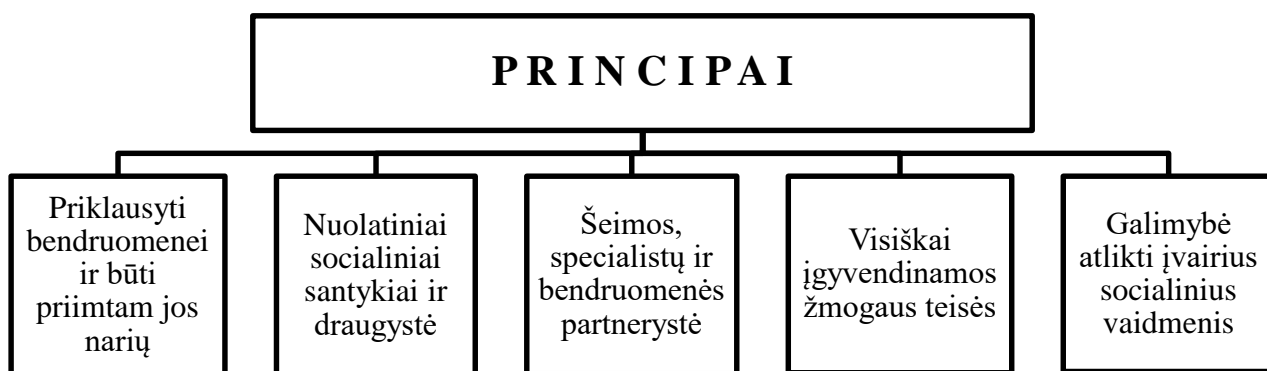 P R I N C I P A I
Priklausyti
bendruomenei
ir būti
priimtam jos
narių
Nuolatiniai
socialiniai
santykiai ir
draugystė
Šeimos,
specialistų ir
bendruomenės
partnerystė
Visiškai
įgyvendinamos
žmogaus teisės
Galimybė
atlikti įvairius
socialinius
vaidmenis